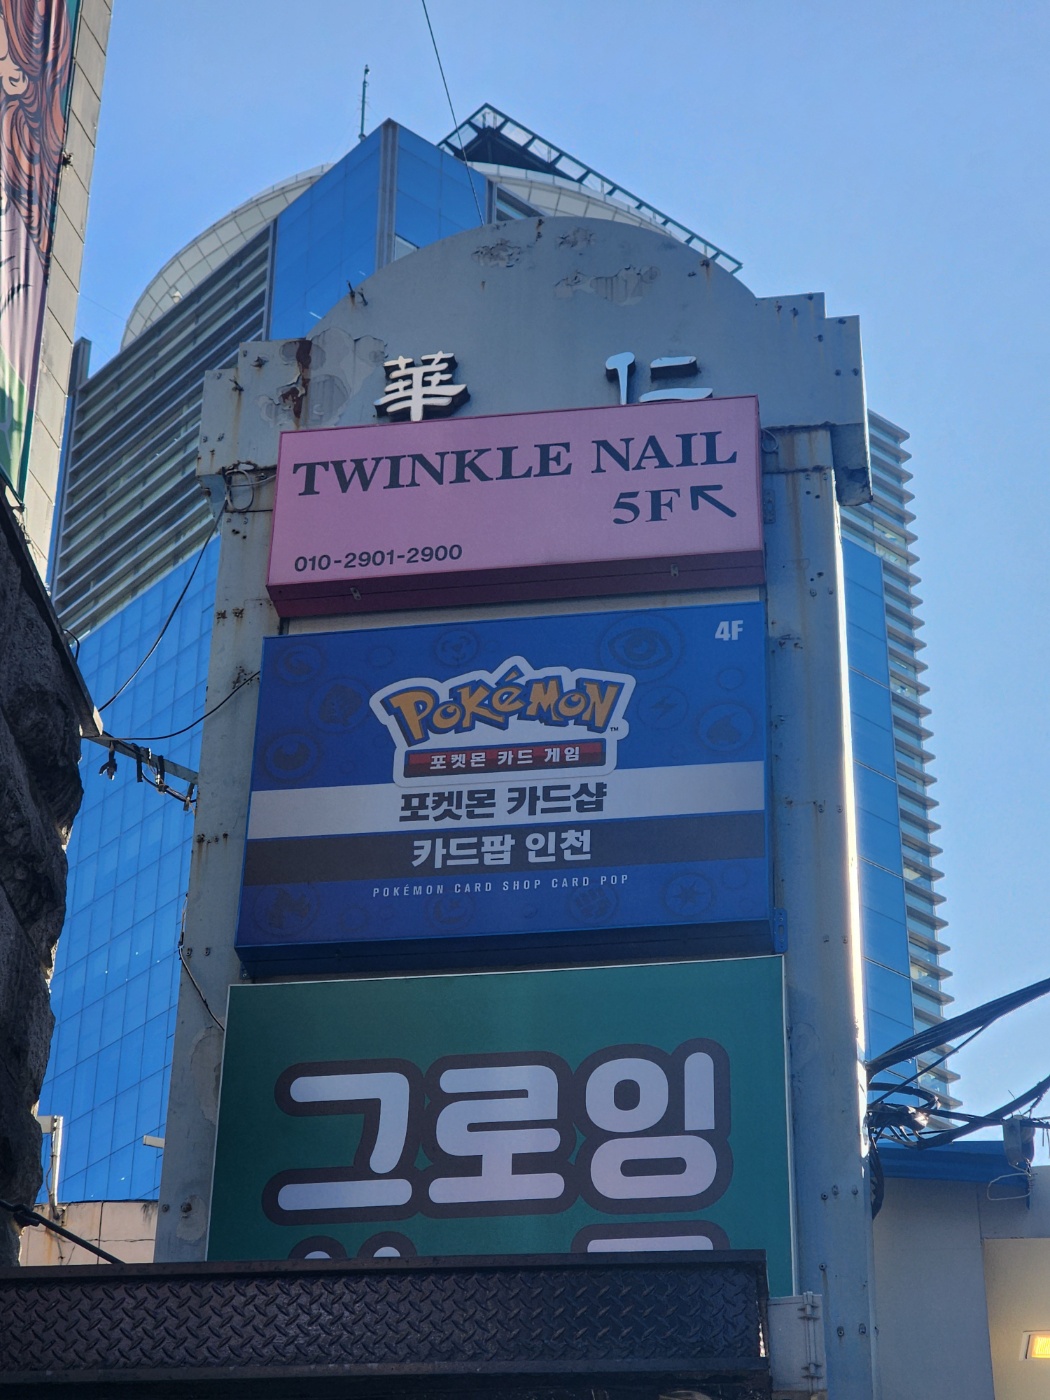 華 仁
TWINKLE NAIL
5F↖
010-2901-2900
4F
POKéMON
포켓몬 카드 게임
포켓몬 카드샵
카드팝 인천
POKÉMON CARD SHOP CARD POP
그로잉